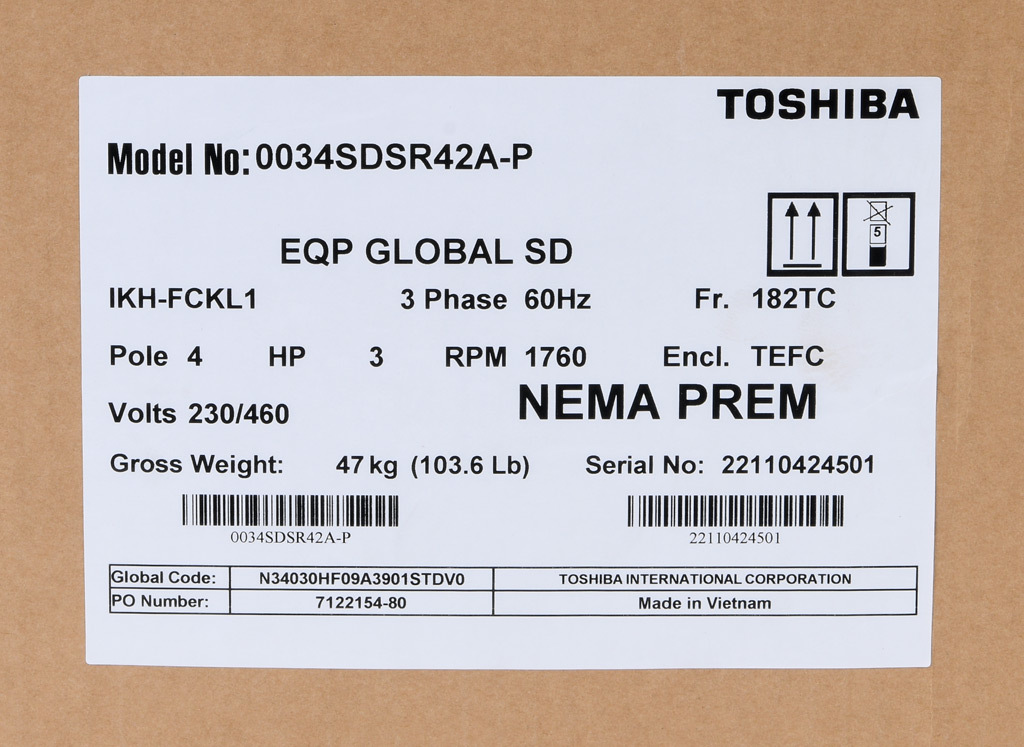 TOSHIBA
Model No: 0034SDSR42A-P
5
EQP GLOBAL SD
IKH-FCKL1 3 Phase 60Hz Fr. 182TC
Pole 4 HP 3 RPM 1760 Encl. TEFC
Volts 230/460 NEMA PREM
Gross Weight: 47 kg (103.6 Lb) Serial No: 22110424501
0034SDSR42A-P 22110424501
Global Code: N34030HF09A3901STDV0 TOSHIBA INTERNATIONAL CORPORATION
PO Number: 7122154-80 Made in Vietnam